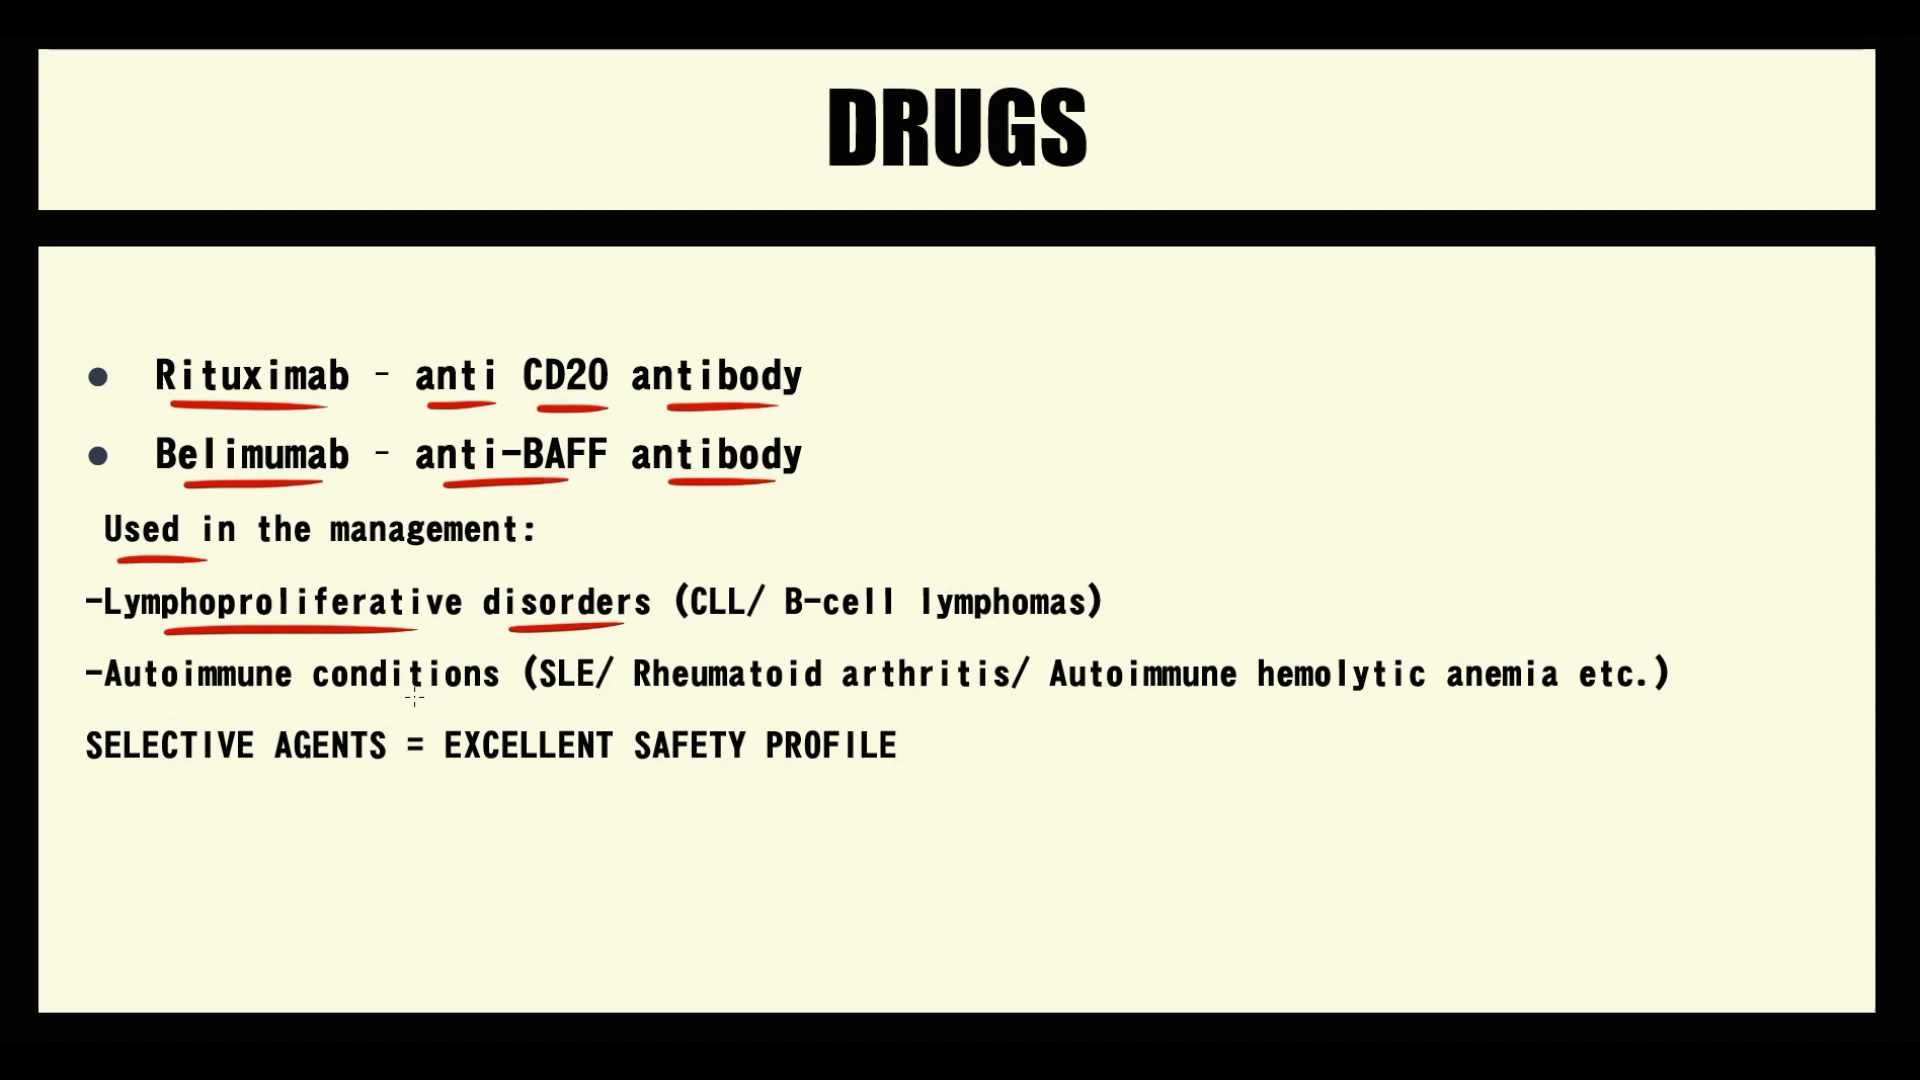 DRUGS
● Rituximab - anti CD20 antibody
● Belimumab - anti-BAFF antibody
Used in the management:
-Lymphoproliferative disorders (CLL/ B-cell lymphomas)
-Autoimmune conditions (SLE/ Rheumatoid arthritis/ Autoimmune hemolytic anemia etc.)
SELECTIVE AGENTS = EXCELLENT SAFETY PROFILE